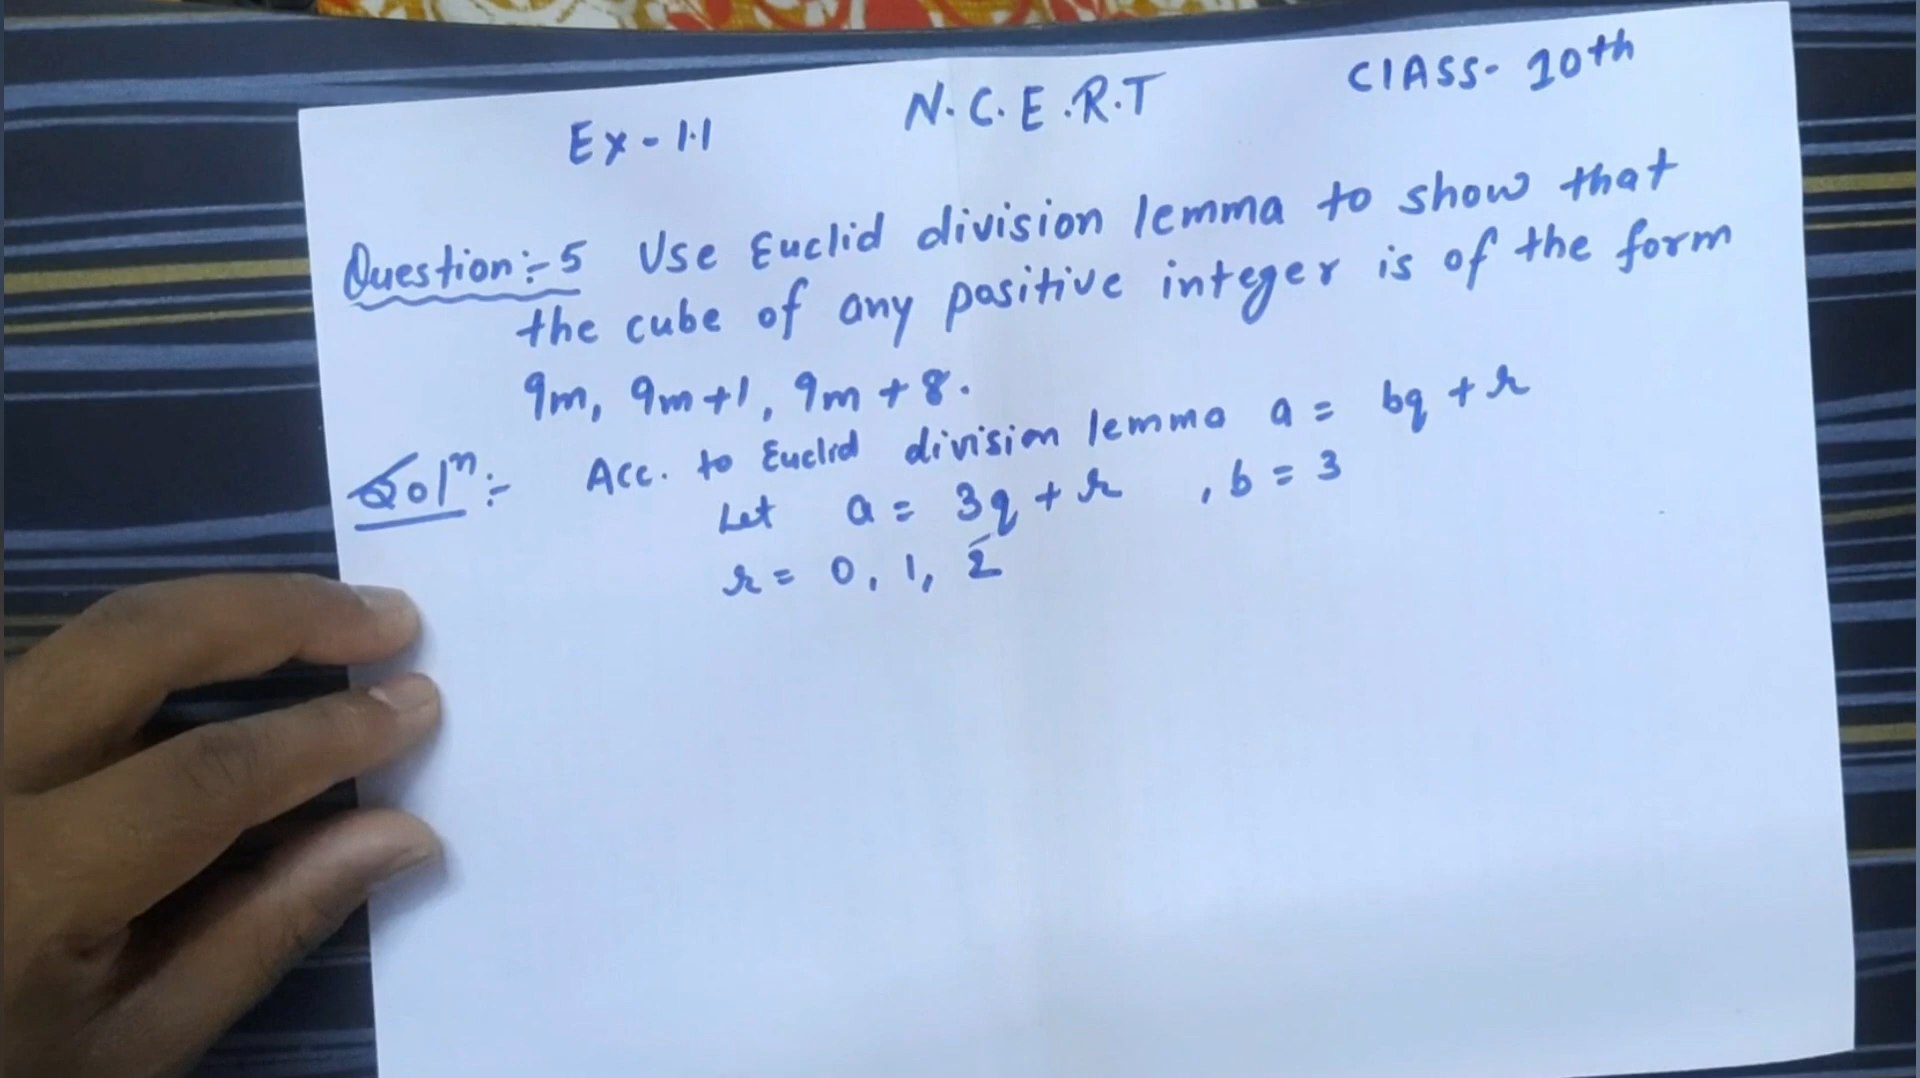 Ex - 1.1 N.C.E.R.T CLASS- 10th
Question:-5 Use Euclid division lemma to show that
the cube of any positive integer is of the form
9m, 9m+1, 9m+8.
Solⁿ:- Acc. to Euclid division lemma a = bq + r
Let a = 3q + r , b = 3
r = 0, 1, 2